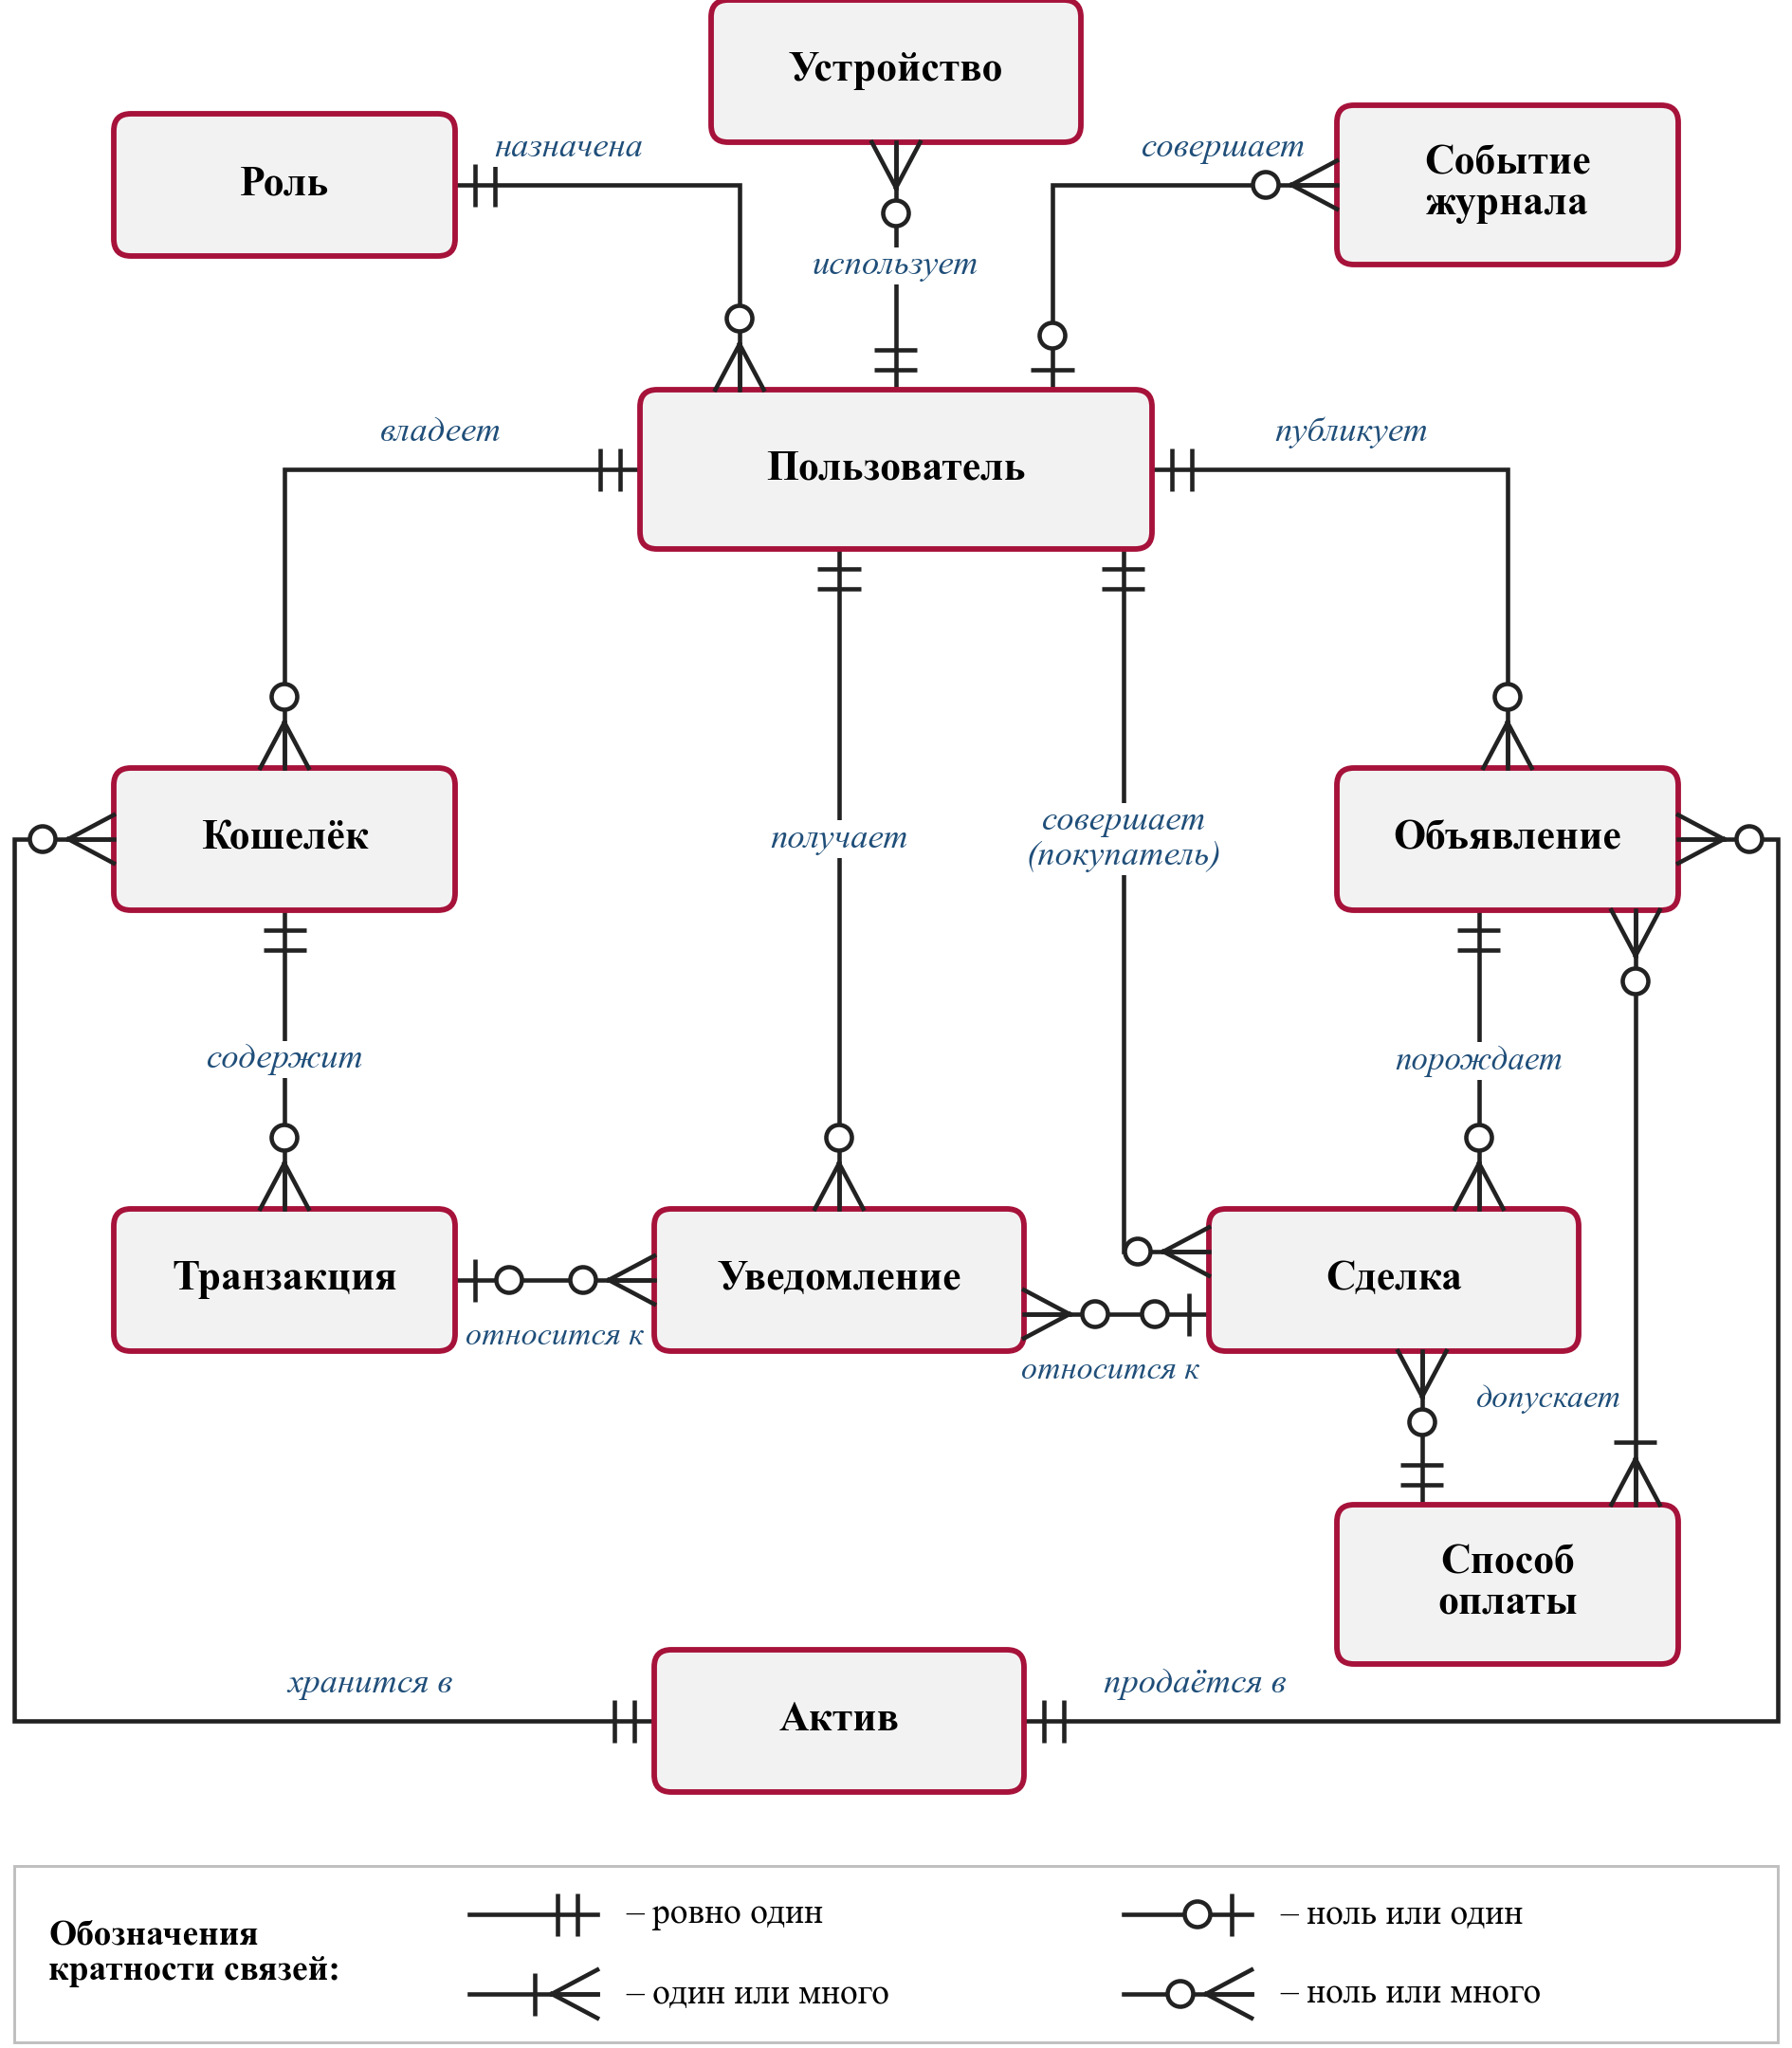 Устройство
Роль
назначена
совершает
Событие
журнала
использует
владеет
Пользователь
публикует
Кошелёк
получает
совершает
(покупатель)
Объявление
содержит
порождает
Транзакция
Уведомление
Сделка
относится к
относится к
допускает
Способ
оплаты
хранится в
Актив
продаётся в
Обозначения
кратности связей:
– ровно один
– ноль или один
– один или много
– ноль или много